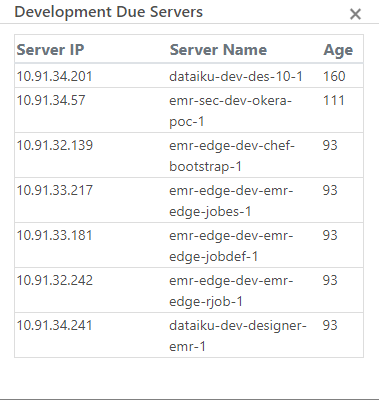 Development Due Servers
Server IP Server Name Age
10.91.34.201 dataiku-dev-des-10-1 160
10.91.34.57 emr-sec-dev-okera- 111
poc-1
10.91.32.139 emr-edge-dev-chef- 93
bootstrap-1
10.91.33.217 emr-edge-dev-emr- 93
edge-jobes-1
10.91.33.181 emr-edge-dev-emr- 93
edge-jobdef-1
10.91.32.242 emr-edge-dev-emr- 93
edge-rjob-1
10.91.34.241 dataiku-dev-designer- 93
emr-1